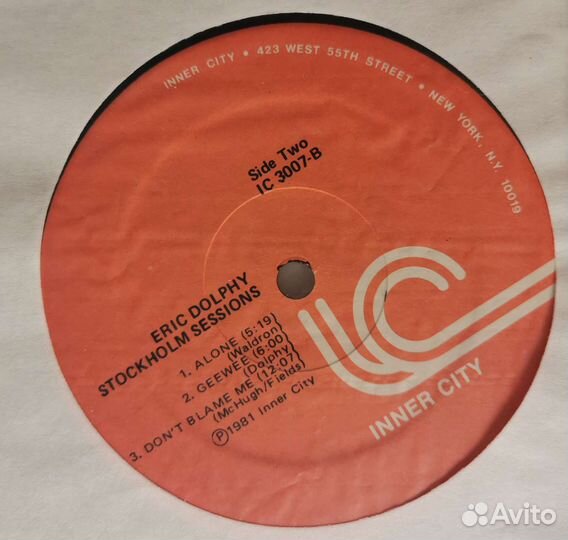 INNER CITY • 423 WEST 55TH STREET • NEW YORK, N.Y. 10019
Side Two
IC 3007-B
ERIC DOLPHY
STOCKHOLM SESSIONS
1. ALONE (5:19)
(Waldron)
2. GEEWEE (6:00)
(Dolphy)
3. DON'T BLAME ME (12:07)
(McHugh/Fields)
Ⓟ1981 Inner City
IC
INNER CITY
Avito